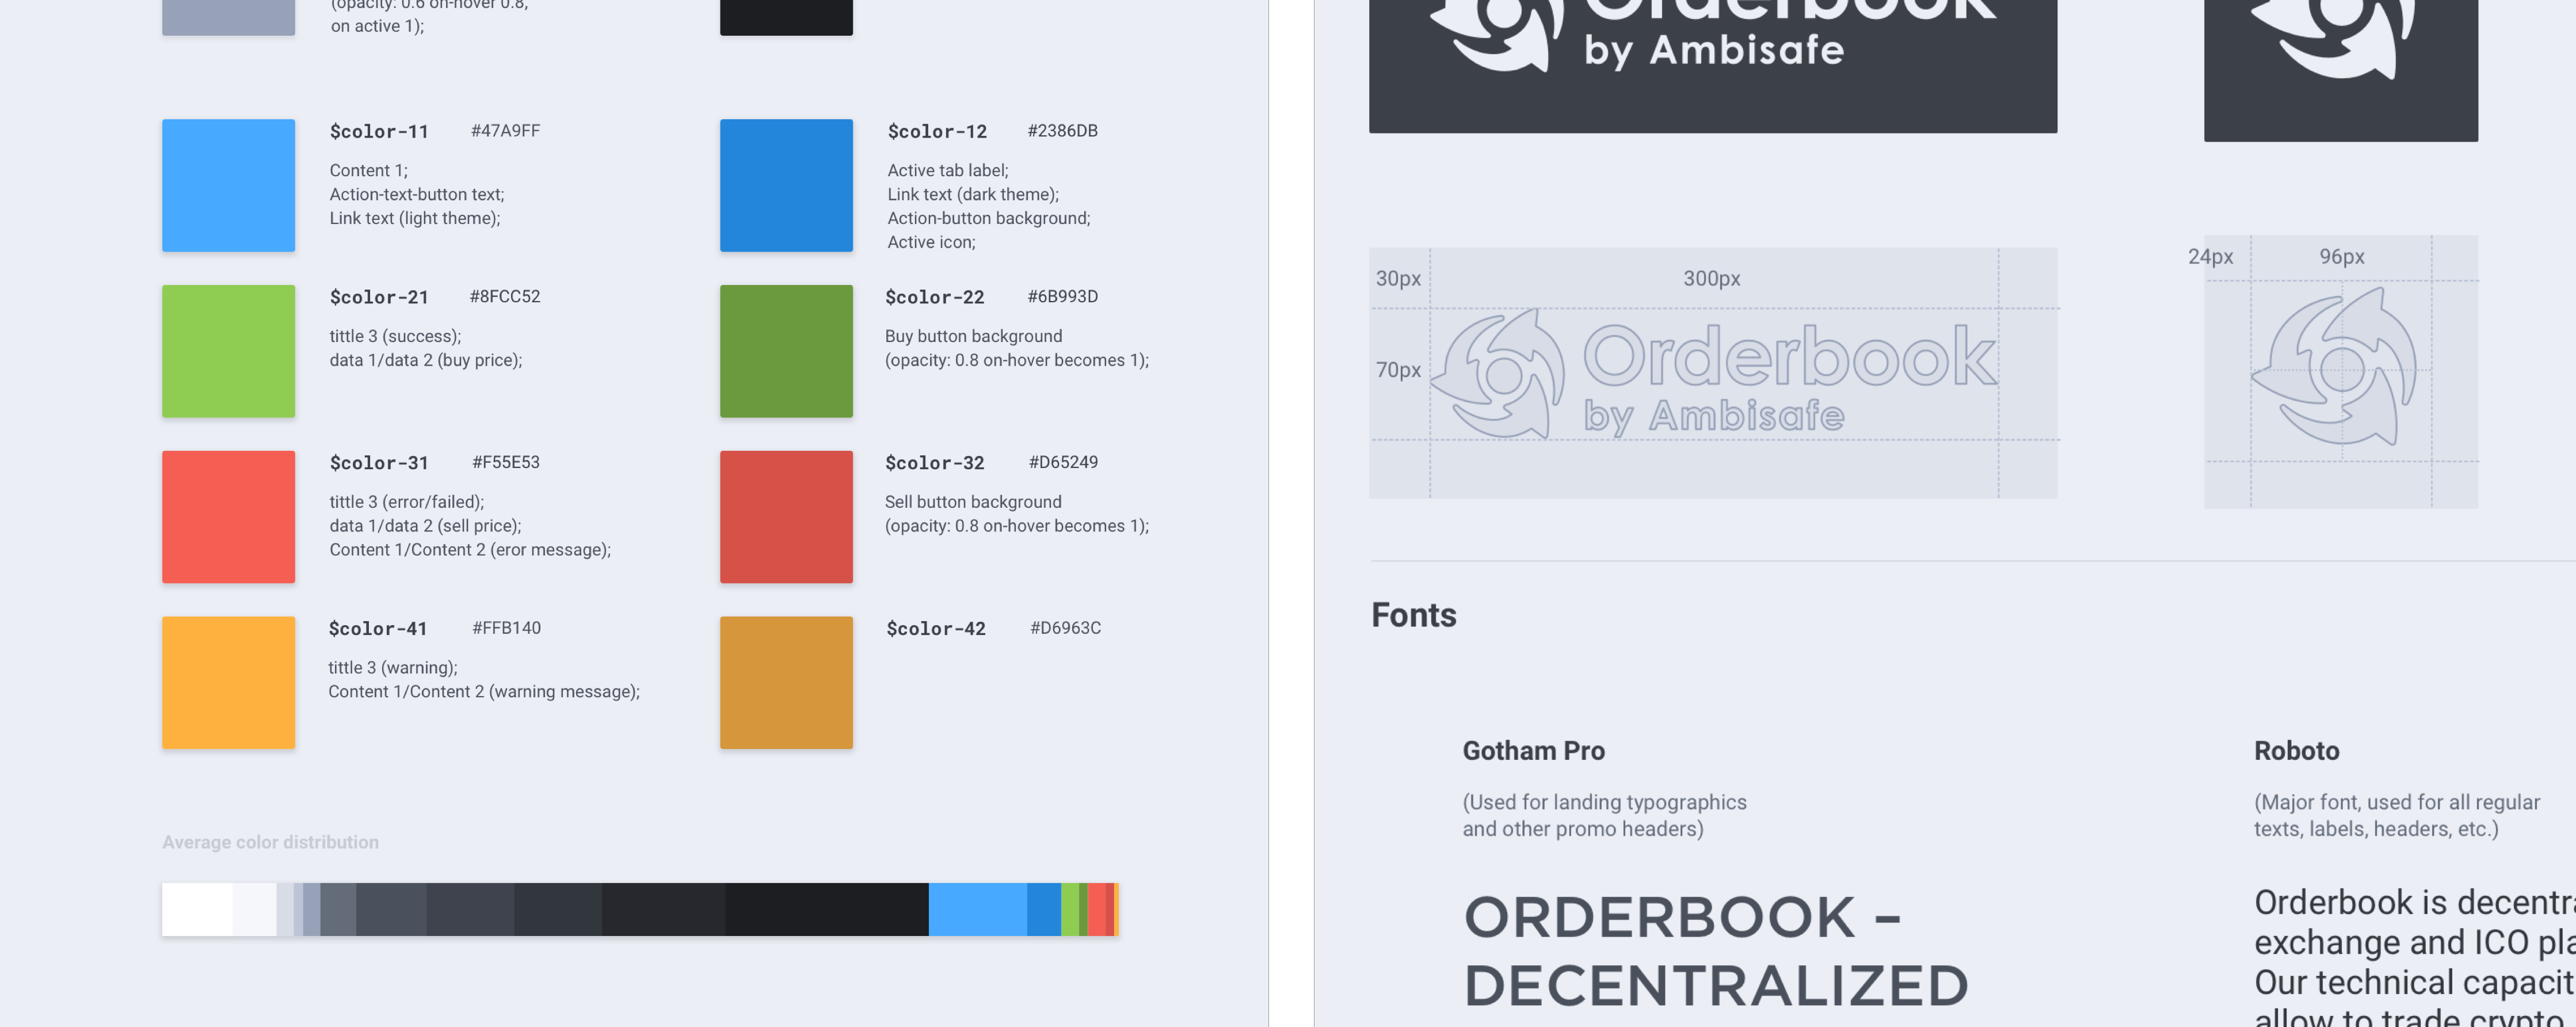 (opacity: 0.6 on-hover 0.8,
on active 1);
$color-11 #47A9FF
Content 1;
Action-text-button text;
Link text (light theme);
$color-12 #2386DB
Active tab label;
Link text (dark theme);
Action-button background;
Active icon;
$color-21 #8FCC52
tittle 3 (success);
data 1/data 2 (buy price);
$color-22 #6B993D
Buy button background
(opacity: 0.8 on-hover becomes 1);
$color-31 #F55E53
tittle 3 (error/failed);
data 1/data 2 (sell price);
Content 1/Content 2 (eror message);
$color-32 #D65249
Sell button background
(opacity: 0.8 on-hover becomes 1);
$color-41 #FFB140
tittle 3 (warning);
Content 1/Content 2 (warning message);
$color-42 #D6963C
Average color distribution
Orderbook
by Ambisafe
30px 300px
70px
Orderbook
by Ambisafe
24px 96px
Fonts
Gotham Pro
(Used for landing typographics
and other promo headers)
ORDERBOOK –
DECENTRALIZED
Roboto
(Major font, used for all regular
texts, labels, headers, etc.)
Orderbook is decentra
exchange and ICO pla
Our technical capacit
allow to trade crypto